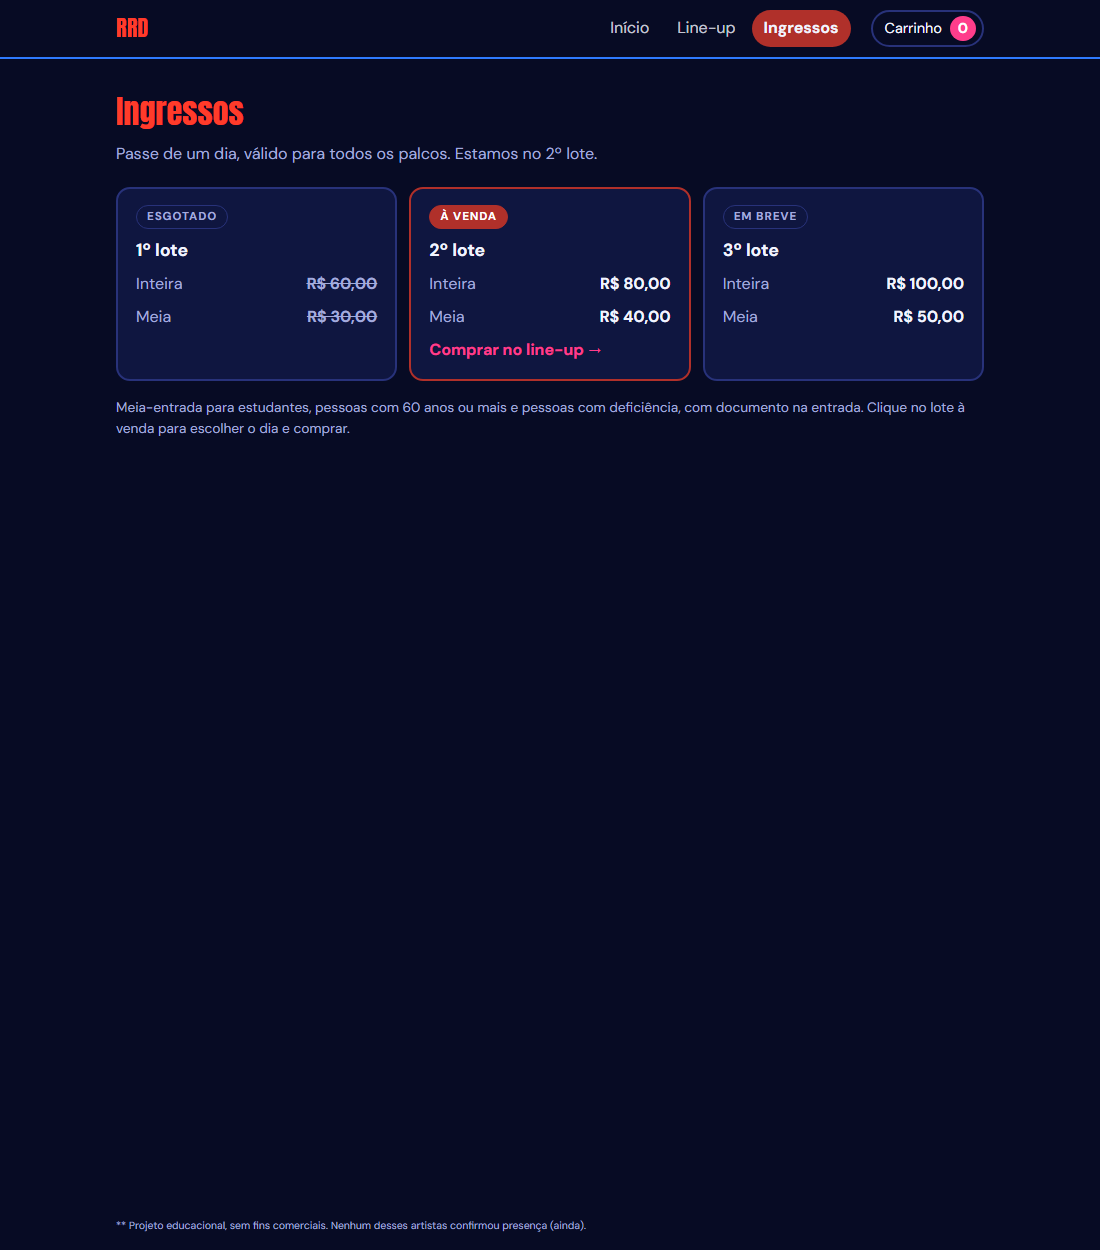 RRD
Início
Line-up
Ingressos
Carrinho 0
Ingressos
Passe de um dia, válido para todos os palcos. Estamos no 2º lote.
ESGOTADO
1º lote
Inteira R$ 60,00
Meia R$ 30,00
À VENDA
2º lote
Inteira R$ 80,00
Meia R$ 40,00
Comprar no line-up →
EM BREVE
3º lote
Inteira R$ 100,00
Meia R$ 50,00
Meia-entrada para estudantes, pessoas com 60 anos ou mais e pessoas com deficiência, com documento na entrada. Clique no lote à
venda para escolher o dia e comprar.
** Projeto educacional, sem fins comerciais. Nenhum desses artistas confirmou presença (ainda).